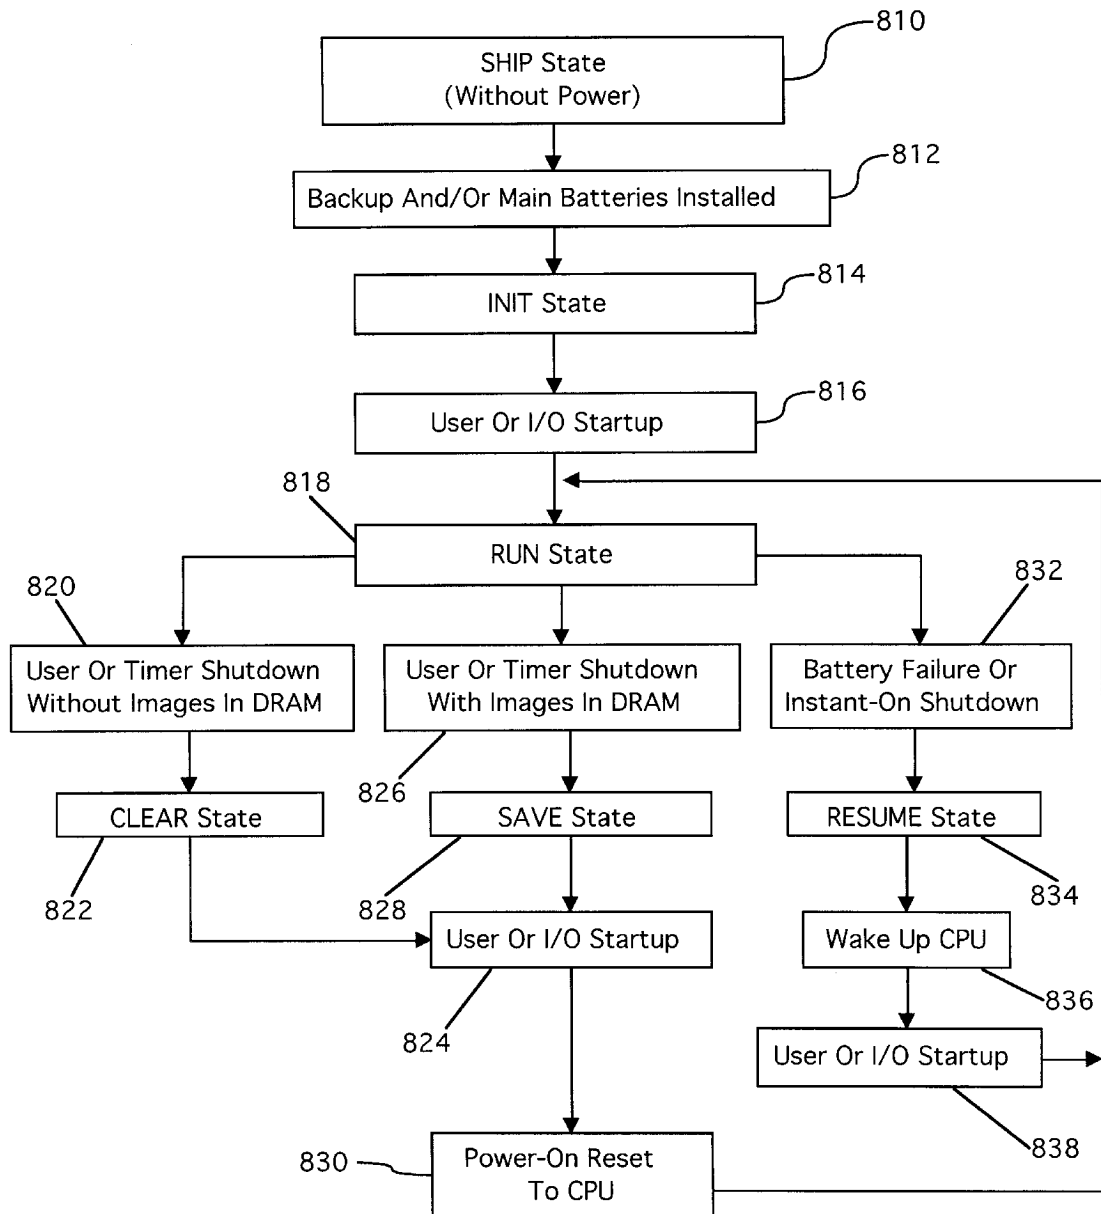 810
SHIP State
(Without Power)
812
Backup And/Or Main Batteries Installed
814
INIT State
816
User Or I/O Startup
818
RUN State
820
832
User Or Timer Shutdown
Without Images In DRAM
User Or Timer Shutdown
With Images In DRAM
Battery Failure Or
Instant-On Shutdown
826
CLEAR State
SAVE State
RESUME State
822
828
834
User Or I/O Startup
Wake Up CPU
836
824
User Or I/O Startup
838
830
Power-On Reset
To CPU